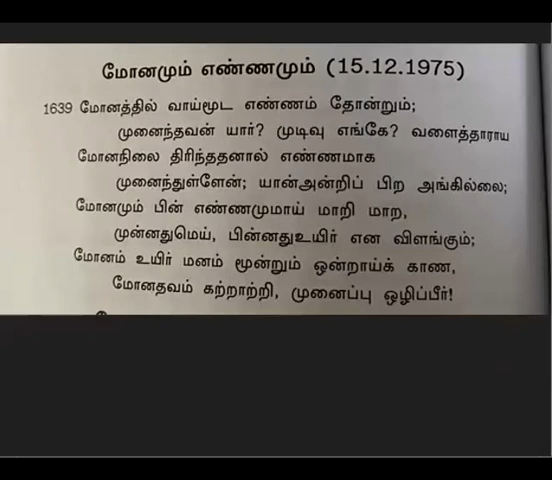 மோனமும் எண்ணமும் (15.12.1975)
1639 மோனத்தில் வாய்மூட எண்ணம் தோன்றும்;
முனைந்தவன் யார்? முடிவு எங்கே? வளைத்தாராய
மோனநிலை திரிந்ததனால் எண்ணமாக
முனைந்துள்ளேன்; யான்அன்றிப் பிற அங்கில்லை;
மோனமும் பின் எண்ணமுமாய் மாறி மாற,
முன்னதுமெய், பின்னதுஉயிர் என விளங்கும்;
மோனம் உயிர் மனம் மூன்றும் ஒன்றாய்க் காண,
மோனதவம் கற்றாற்றி, முனைப்பு ஒழிப்பீர்!